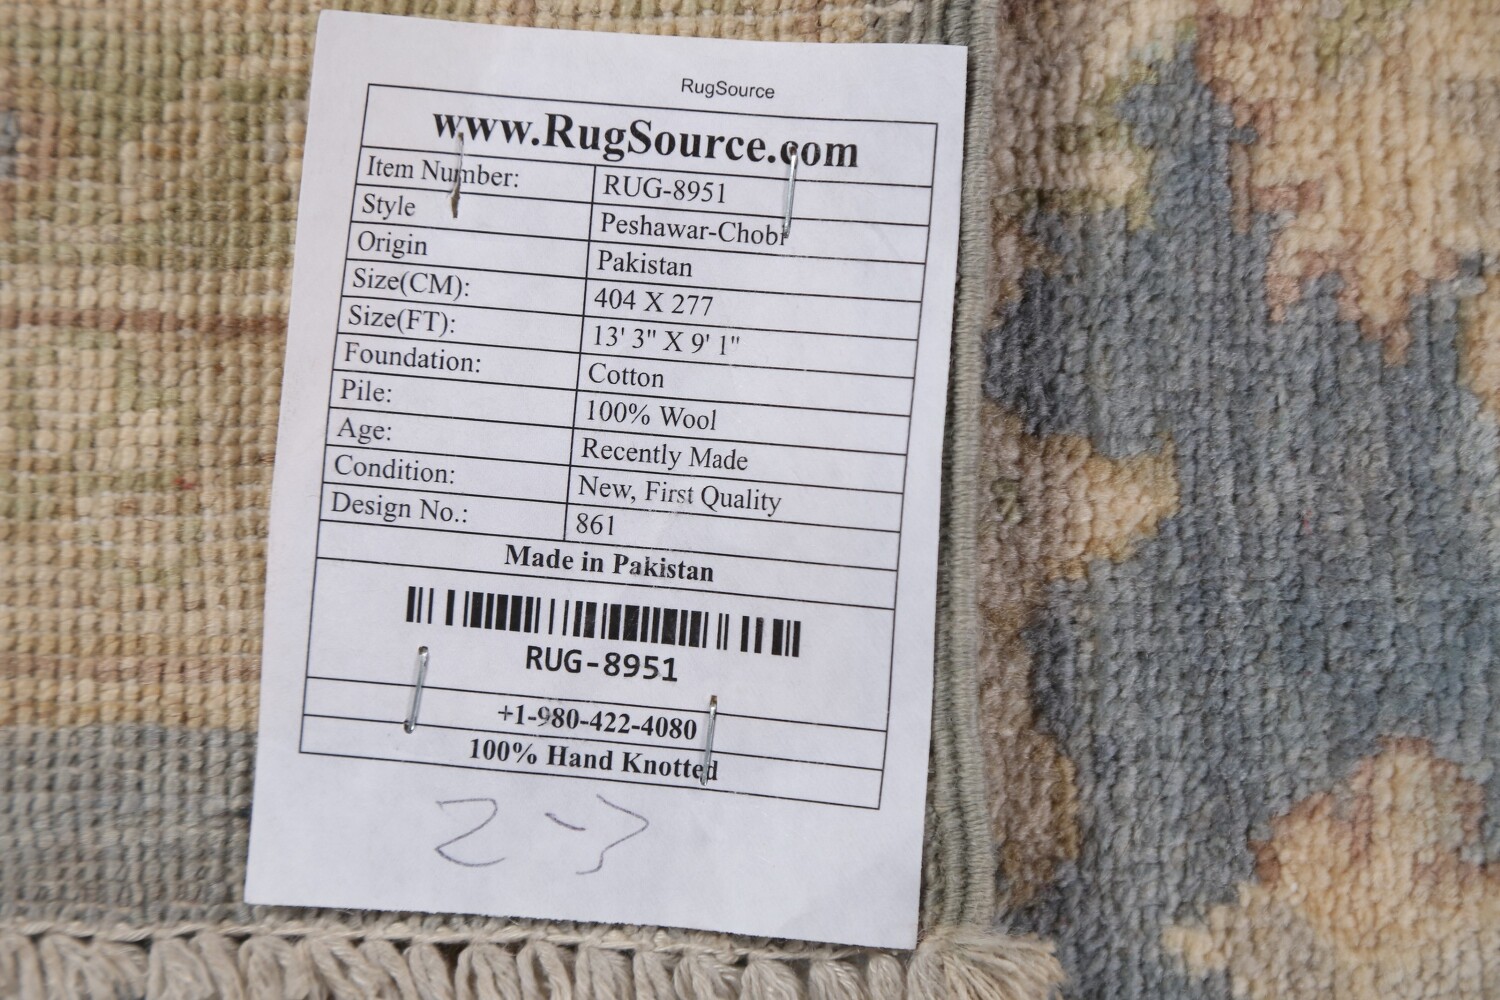 RugSource
www.RugSource.com
Item Number: RUG-8951
Style Peshawar-Chobi
Origin Pakistan
Size(CM): 404 X 277
Size(FT): 13' 3" X 9' 1"
Foundation: Cotton
Pile: 100% Wool
Age: Recently Made
Condition: New, First Quality
Design No.: 861
Made in Pakistan
RUG-8951
+1-980-422-4080
100% Hand Knotted